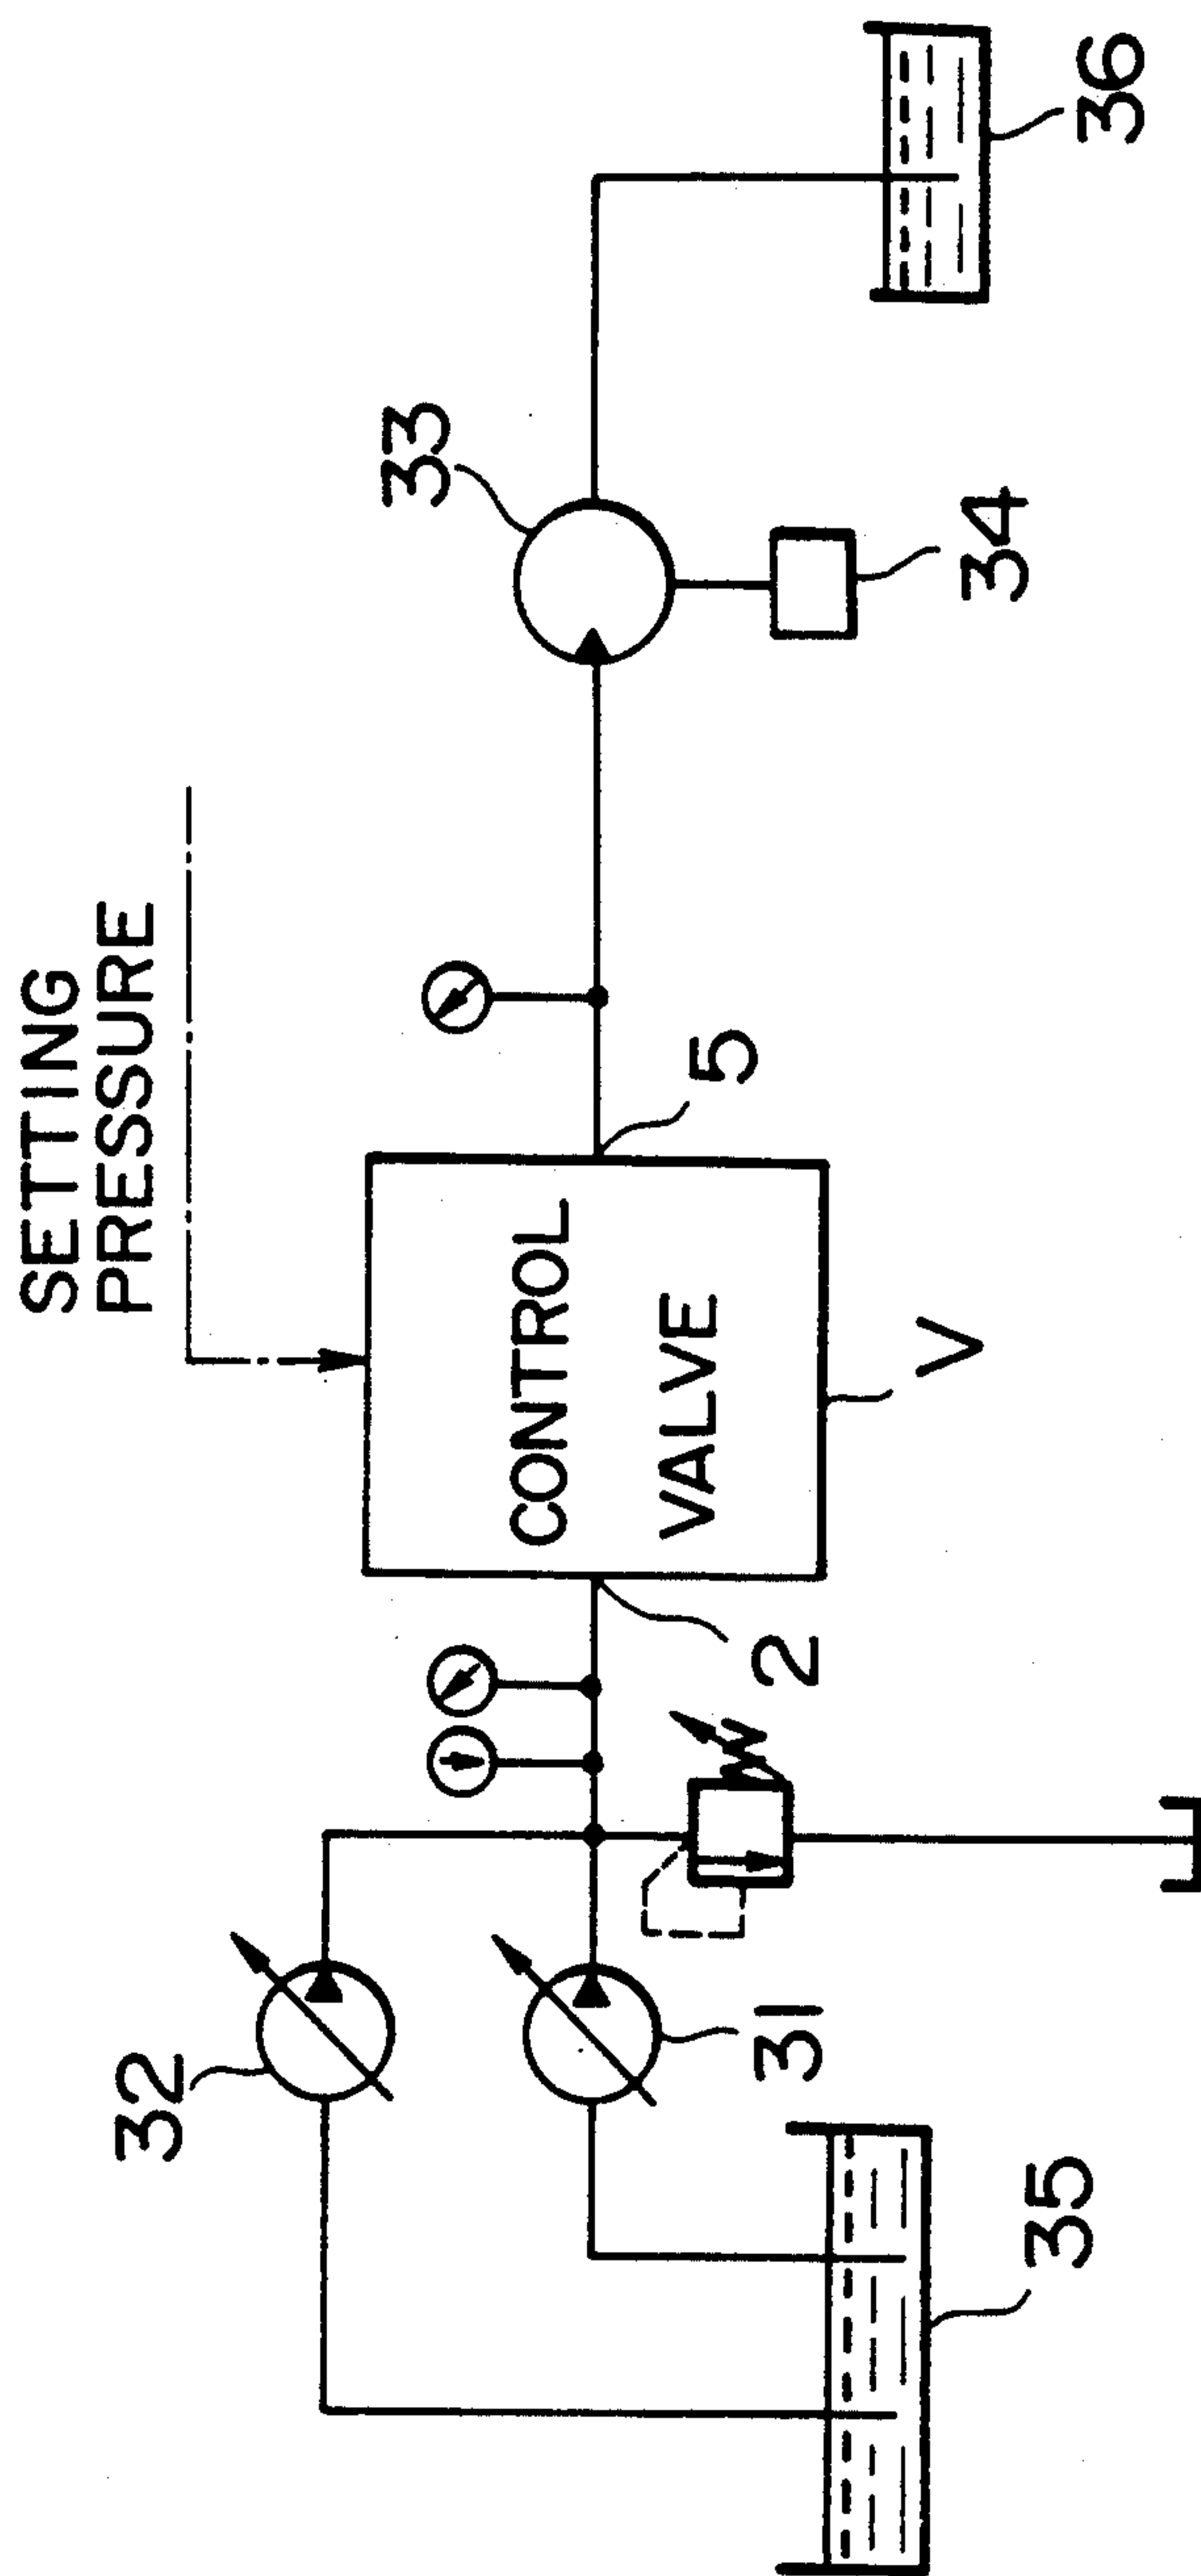 SETTING
PRESSURE
32
31
35
CONTROL
VALVE
2
5
V
33
34
36